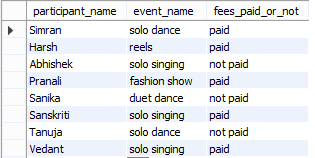 participant_name event_name fees_paid_or_not
Simran solo dance paid
Harsh reels paid
Abhishek solo singing not paid
Pranali fashion show paid
Sanika duet dance not paid
Sanskriti solo singing paid
Tanuja solo dance not paid
Vedant solo singing paid